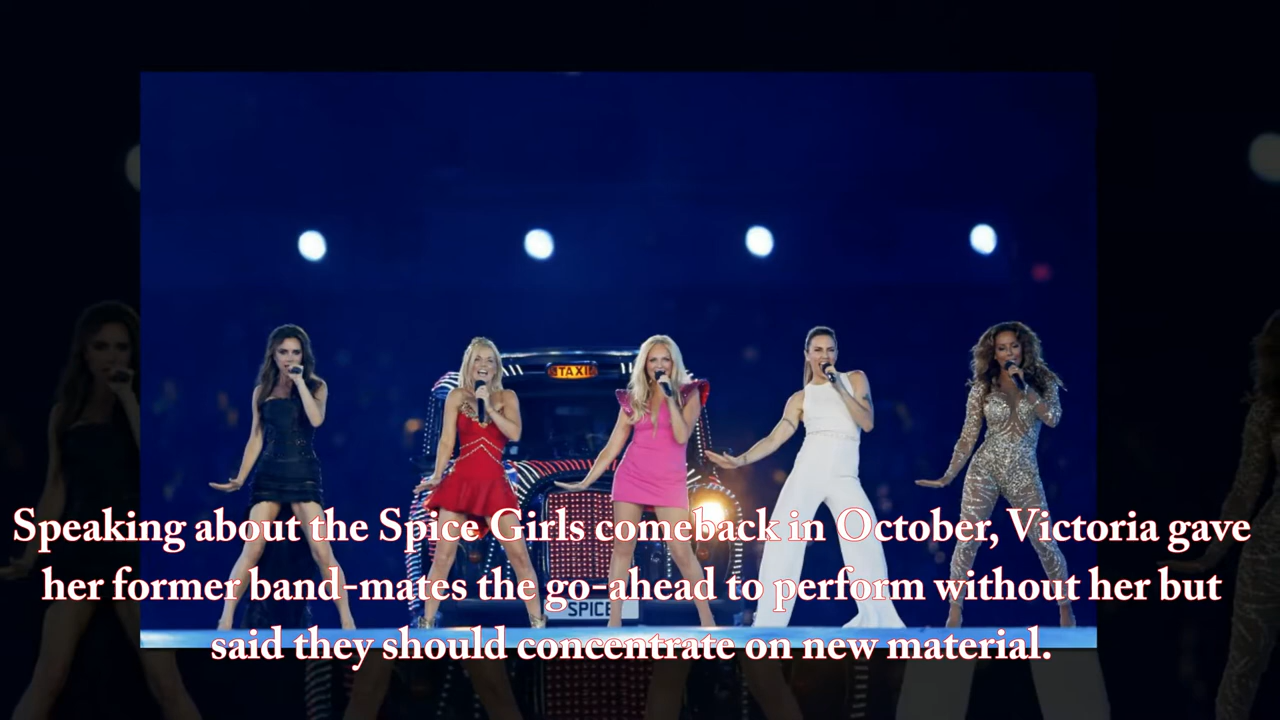 TAXI
Speaking about the Spice Girls comeback in October, Victoria gave
her former band-mates the go-ahead to perform without her but
SPICE
said they should concentrate on new material.